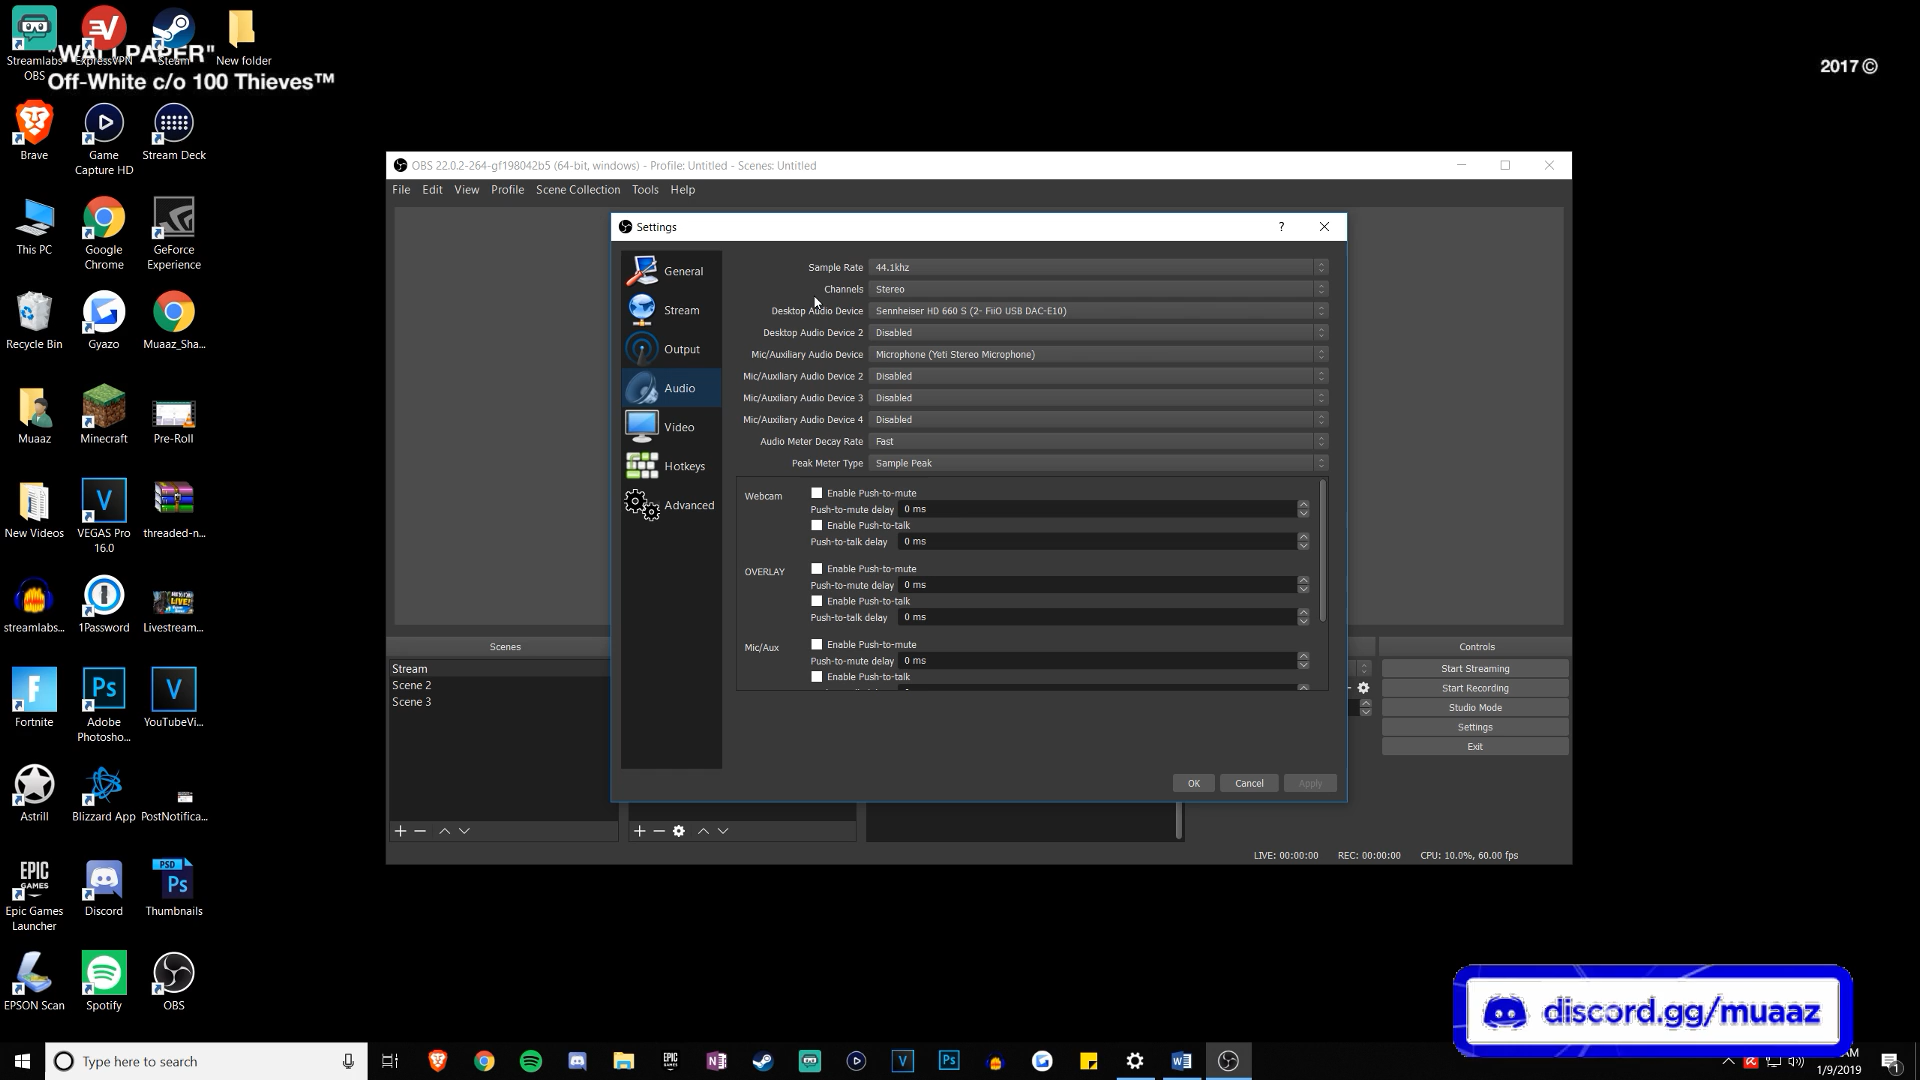 "WALLPAPER"
Off-White c/o 100 Thieves™
2017 ©
Streamlabs OBS
ExpressVPN
Steam
New folder
Brave
Game Capture HD
Stream Deck
This PC
Google Chrome
GeForce Experience
Recycle Bin
Gyazo
Muaaz_Sha...
Muaaz
Minecraft
Pre-Roll
New Videos
VEGAS Pro 16.0
threaded-n...
streamlabs...
1Password
Livestream...
Fortnite
Adobe Photosho...
YouTubeVi...
Astrill
Blizzard App
PostNotifica...
Epic Games Launcher
Discord
Thumbnails
EPSON Scan
Spotify
OBS
OBS 22.0.2-264-gf198042b5 (64-bit, windows) - Profile: Untitled - Scenes: Untitled
File Edit View Profile Scene Collection Tools Help
Settings
General
Stream
Output
Audio
Video
Hotkeys
Advanced
Sample Rate 44.1khz
Channels Stereo
Desktop Audio Device Sennheiser HD 660 S (2- FiiO USB DAC-E10)
Desktop Audio Device 2 Disabled
Mic/Auxiliary Audio Device Microphone (Yeti Stereo Microphone)
Mic/Auxiliary Audio Device 2 Disabled
Mic/Auxiliary Audio Device 3 Disabled
Mic/Auxiliary Audio Device 4 Disabled
Audio Meter Decay Rate Fast
Peak Meter Type Sample Peak
Webcam
Enable Push-to-mute
Push-to-mute delay 0 ms
Enable Push-to-talk
Push-to-talk delay 0 ms
OVERLAY
Enable Push-to-mute
Push-to-mute delay 0 ms
Enable Push-to-talk
Push-to-talk delay 0 ms
Mic/Aux
Enable Push-to-mute
Push-to-mute delay 0 ms
Enable Push-to-talk
OK Cancel Apply
Scenes
Stream
Scene 2
Scene 3
Controls
Start Streaming
Start Recording
Studio Mode
Settings
Exit
LIVE: 00:00:00 REC: 00:00:00 CPU: 10.0%, 60.00 fps
discord.gg/muaaz
Type here to search
1/9/2019